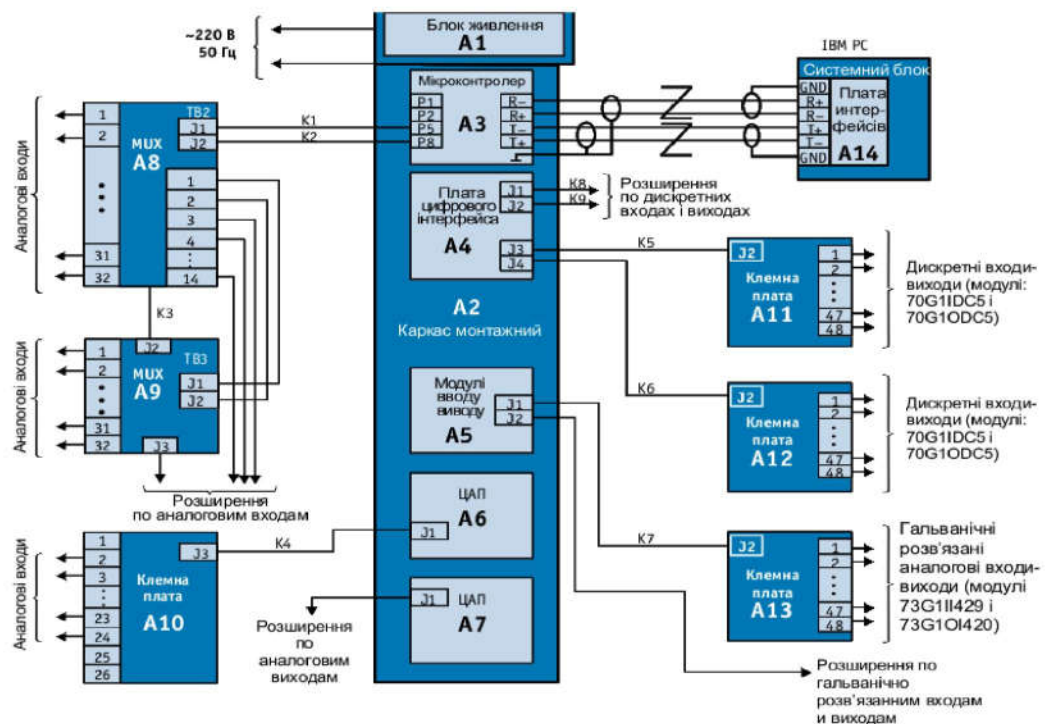 ~220 В
50 Гц
Блок живлення
A1
IBM PC
Системний блок
GND
R+
R−
T+
T−
GND
Плата
интер-
фейсів
A14
Мікроконтролер
P1
P2
P5
P8
A3
R−
R+
T−
T+
K1
K2
Аналогові входи
1
2
31
32
MUX
A8
TB2
J1
J2
1
2
3
4
14
K3
Плата
цифрового
інтерфейса
A4
J1
J2
J3
J4
K8
K9
Розширення
по дискретних
входах і виходах
K5
K6
J2
Клемна
плата
A11
1
2
47
48
Дискретні входи-
виходи (модулі:
70G1IDC5 і
70G1ODC5)
A2
Каркас монтажний
Аналогові входи
1
2
31
32
J2
MUX
A9
TB3
J1
J2
J3
Розширення
по аналоговим входам
Модулі
вводу
виводу
A5
J1
J2
J2
Клемна
плата
A12
1
2
47
48
Дискретні входи-
виходи (модулі:
70G1IDC5 і
70G1ODC5)
ЦАП
A6
J1
K4
K7
Аналогові входи
1
2
3
23
24
25
26
J3
Клемна
плата
A10
J2
Клемна
плата
A13
1
2
47
48
Гальванічні
розв'язані
аналогові входи-
виходи (модулі
73G1II429 і
73G1OI420)
J1
ЦАП
A7
Розширення
по
аналоговим
виходам
Розширення по
гальванічно
розв'язанним входам
и виходам